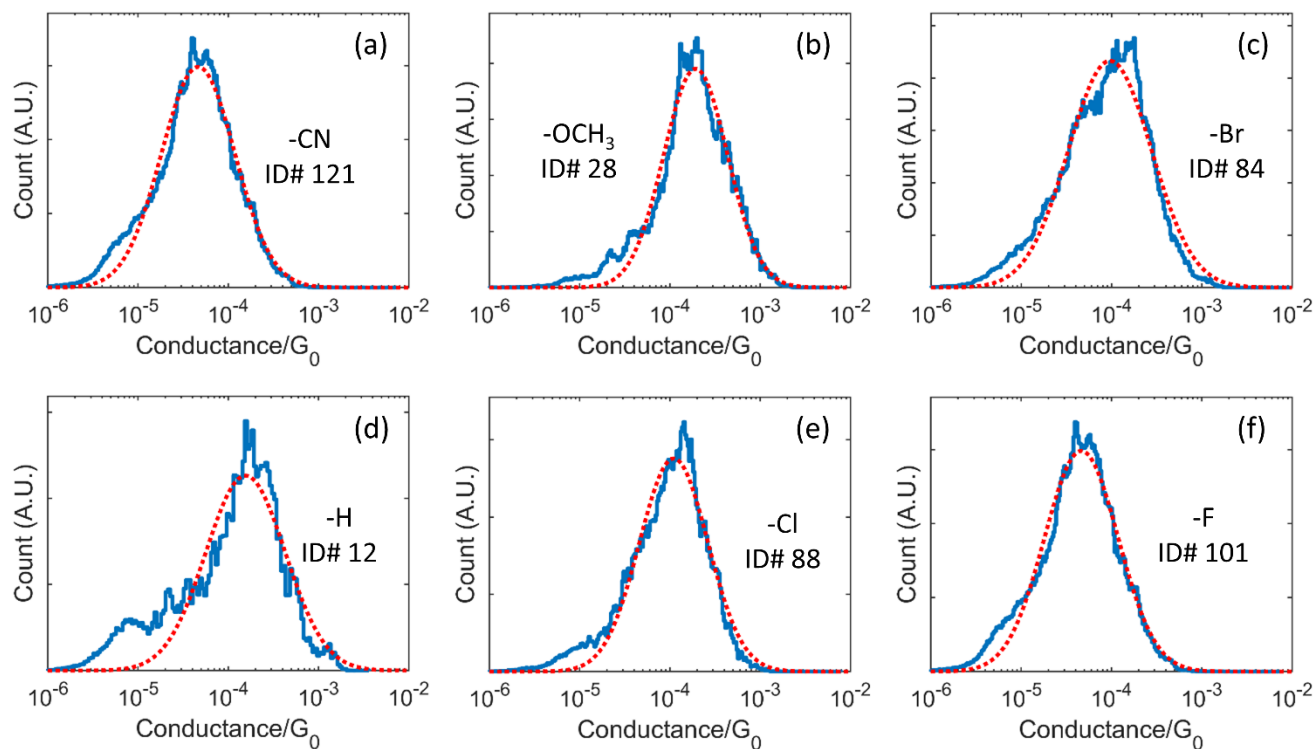 (a)
-CN
ID# 121
Count (A.U.)
10⁻⁶ 10⁻⁵ 10⁻⁴ 10⁻³ 10⁻²
Conductance/G₀
(b)
-OCH₃
ID# 28
Count (A.U.)
10⁻⁶ 10⁻⁵ 10⁻⁴ 10⁻³ 10⁻²
Conductance/G₀
(c)
-Br
ID# 84
Count (A.U.)
10⁻⁶ 10⁻⁵ 10⁻⁴ 10⁻³ 10⁻²
Conductance/G₀
(d)
-H
ID# 12
Count (A.U.)
10⁻⁶ 10⁻⁵ 10⁻⁴ 10⁻³ 10⁻²
Conductance/G₀
(e)
-Cl
ID# 88
Count (A.U.)
10⁻⁶ 10⁻⁵ 10⁻⁴ 10⁻³ 10⁻²
Conductance/G₀
(f)
-F
ID# 101
Count (A.U.)
10⁻⁶ 10⁻⁵ 10⁻⁴ 10⁻³ 10⁻²
Conductance/G₀